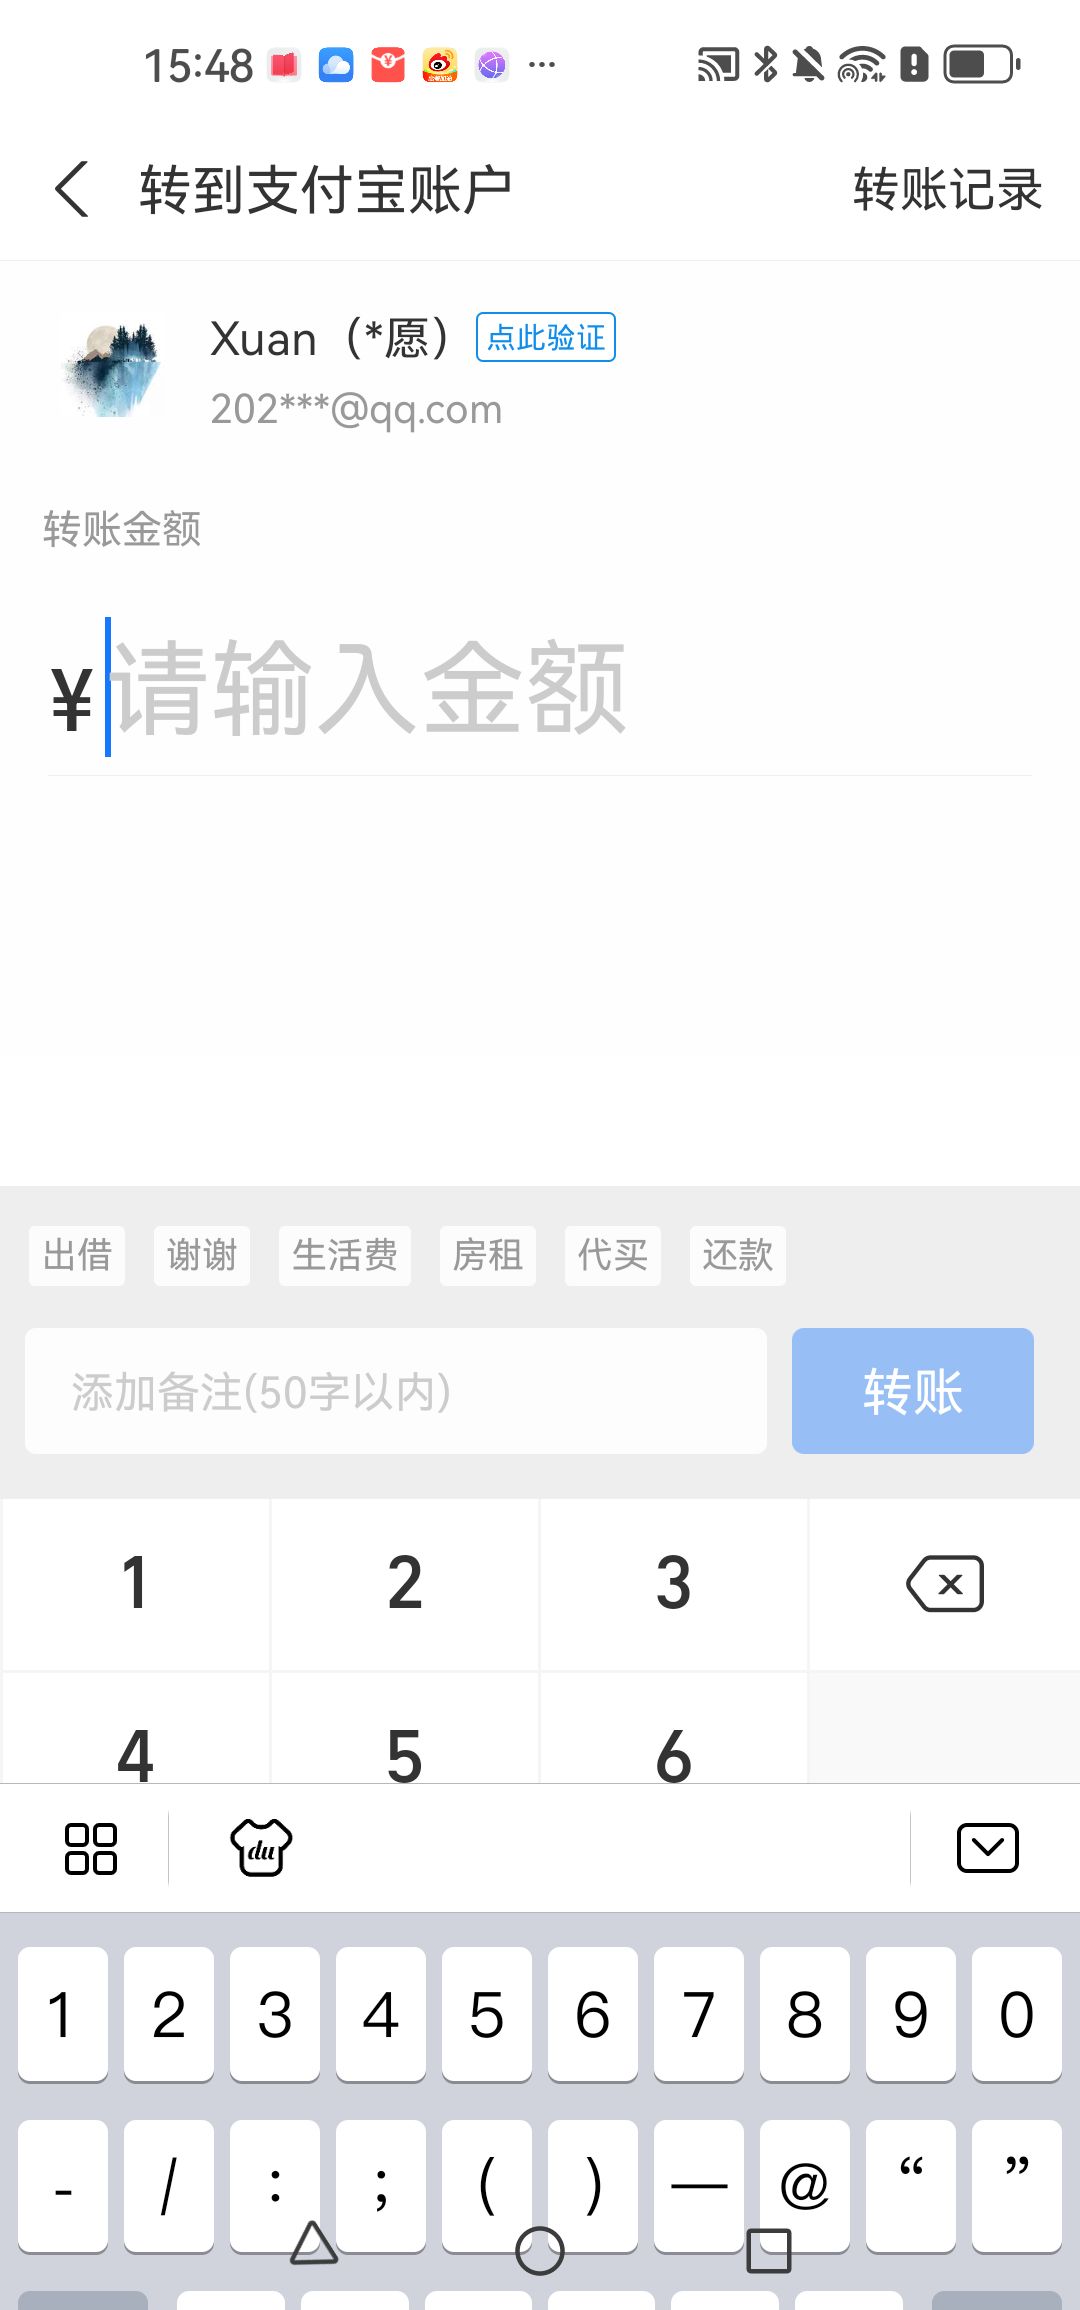 15:48
转到支付宝账户 转账记录
Xuan（*愿） 点此验证
202***@qq.com
转账金额
¥请输入金额
出借 谢谢 生活费 房租 代买 还款
添加备注(50字以内) 转账
1 2 3
4 5 6
du
1 2 3 4 5 6 7 8 9 0
- / : ; ( ) — @ “ ”